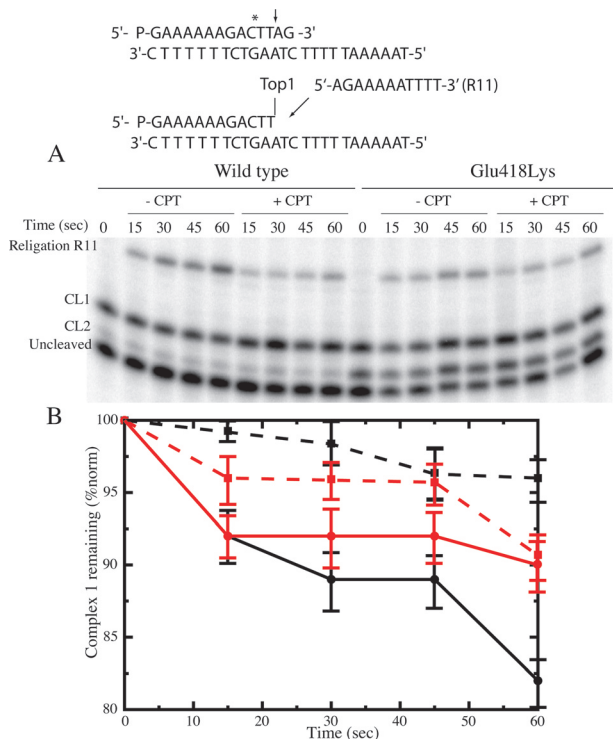 *
5'- P-GAAAAAAGACTTAG -3'
3'-C T T T T T TCTGAATC T TTT T TAAAAAT-5'
Top1 5'-AGAAAAATTTT-3' (R11)
5'- P-GAAAAAAGACTT
3'-C T T T T T TCTGAATC T TTT T TAAAAAT-5'
A
Wild type Glu418Lys
- CPT + CPT - CPT + CPT
Time (sec) 0 15 30 45 60 15 30 45 60 0 15 30 45 60 15 30 45 60
Religation R11
CL1
CL2
Uncleaved
B
Complex 1 remaining (%norm)
100
95
90
85
80
0 10 20 30 40 50 60
Time (sec)